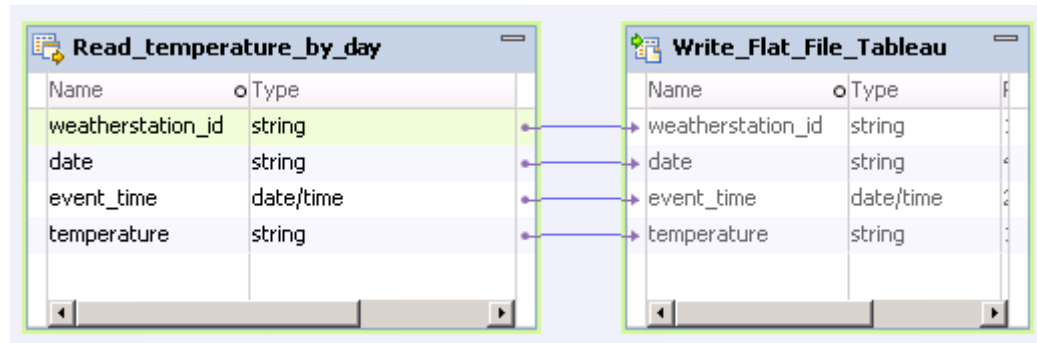 Read_temperature_by_day Write_Flat_File_Tableau
Name Type Name Type
weatherstation_id string weatherstation_id string
date string date string
event_time date/time event_time date/time
temperature string temperature string